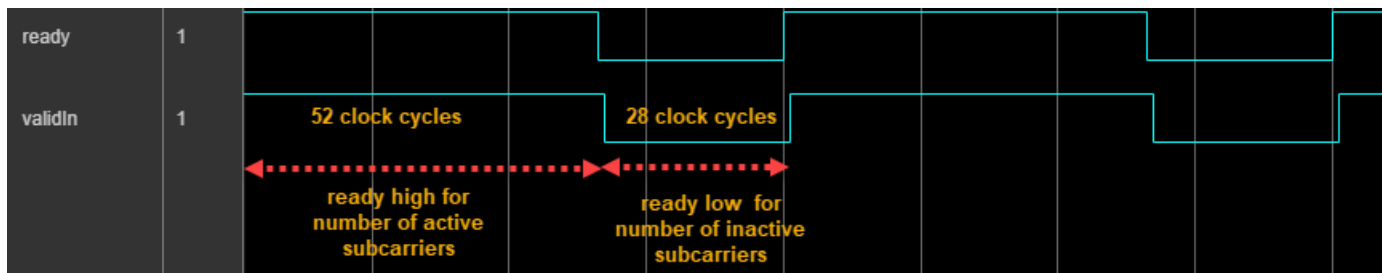 ready 1
validIn 1
52 clock cycles
28 clock cycles
ready high for
number of active
subcarriers
ready low for
number of inactive
subcarriers